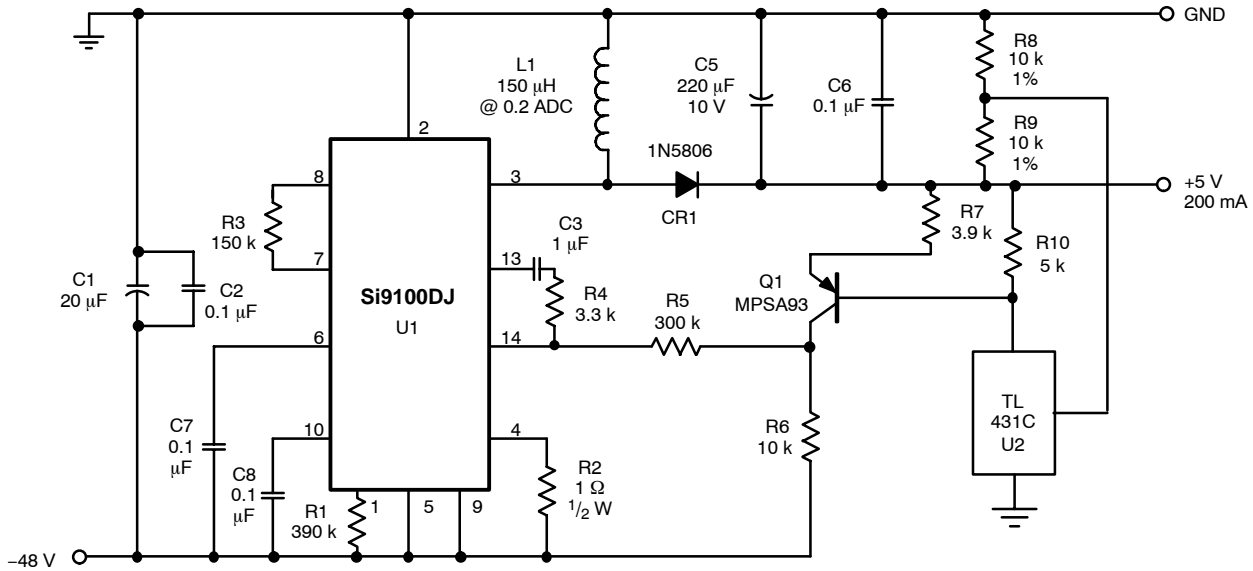 GND
R8
10 k
1%
L1
150 µH
@ 0.2 ADC
C5
220 µF
10 V
C6
0.1 µF
2
R9
10 k
1%
1N5806
8
3
+5 V
200 mA
CR1
R3
150 k
C3
1 µF
R7
3.9 k
R10
5 k
7
13
C1
20 µF
C2
0.1 µF
Si9100DJ
U1
R4
3.3 k
Q1
MPSA93
R5
300 k
6
14
TL
431C
U2
C7
0.1
µF
10
4
R6
10 k
C8
0.1
µF
R2
1 Ω
1/2 W
R1
390 k
1
5
9
–48 V